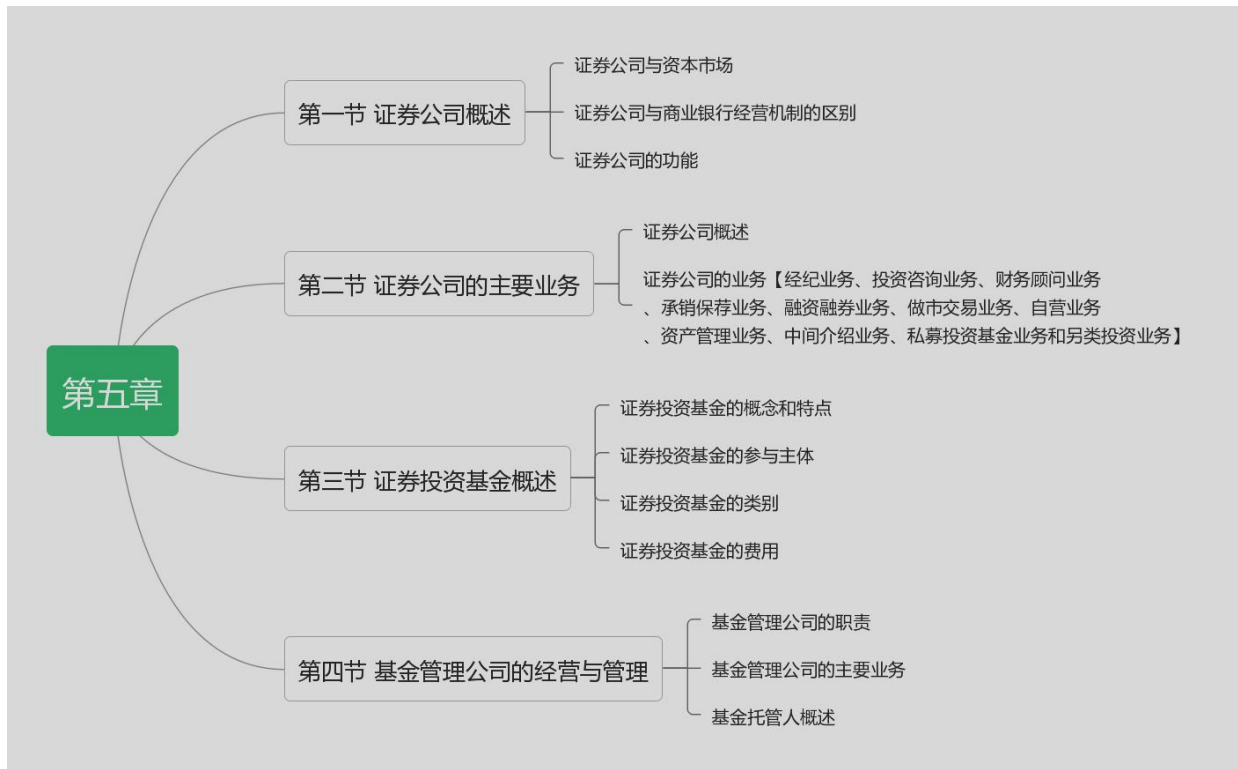 第五章
第一节 证券公司概述
证券公司与资本市场
证券公司与商业银行经营机制的区别
证券公司的功能
第二节 证券公司的主要业务
证券公司概述
证券公司的业务【经纪业务、投资咨询业务、财务顾问业务
、承销保荐业务、融资融券业务、做市交易业务、自营业务
、资产管理业务、中间介绍业务、私募投资基金业务和另类投资业务】
第三节 证券投资基金概述
证券投资基金的概念和特点
证券投资基金的参与主体
证券投资基金的类别
证券投资基金的费用
第四节 基金管理公司的经营与管理
基金管理公司的职责
基金管理公司的主要业务
基金托管人概述